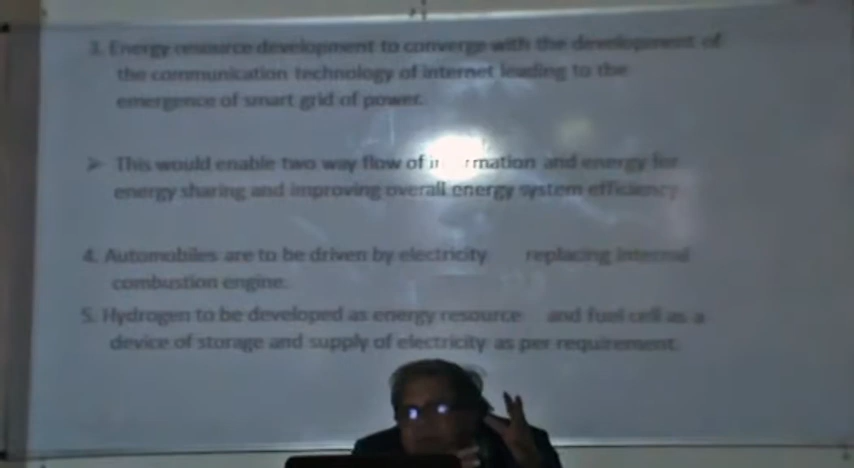 3. Energy resource development to converge with the development of
the communication technology of internet leading to the
emergence of smart grid of power.
➢ This would enable two way flow of in rmation and energy for
energy sharing and improving overall energy system efficiency
4. Automobiles are to be driven by electricity replacing internal
combustion engine.
5. Hydrogen to be developed as energy resource and fuel cell as a
device of storage and supply of electricity as per requirement.